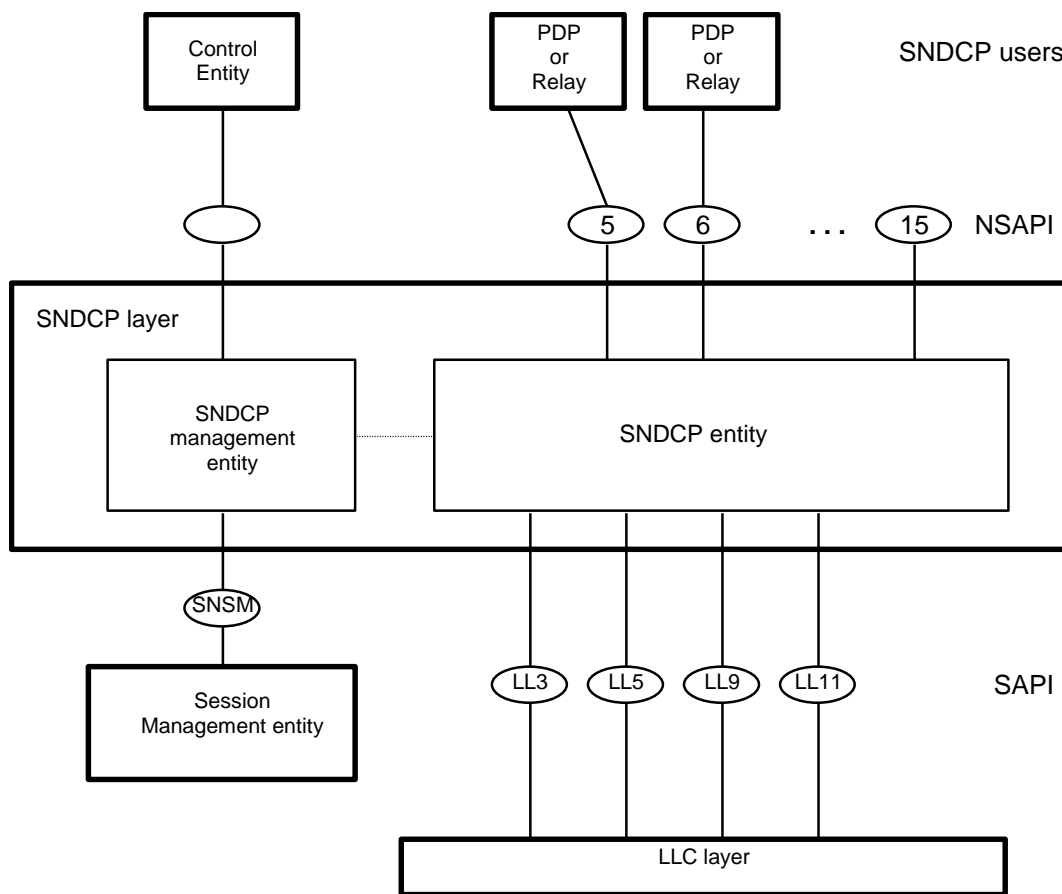 Control
Entity
PDP
or
Relay
PDP
or
Relay
SNDCP users
5
6
...
15
NSAPI
SNDCP layer
SNDCP
management
entity
SNDCP entity
SNSM
LL3
LL5
LL9
LL11
SAPI
Session
Management entity
LLC layer